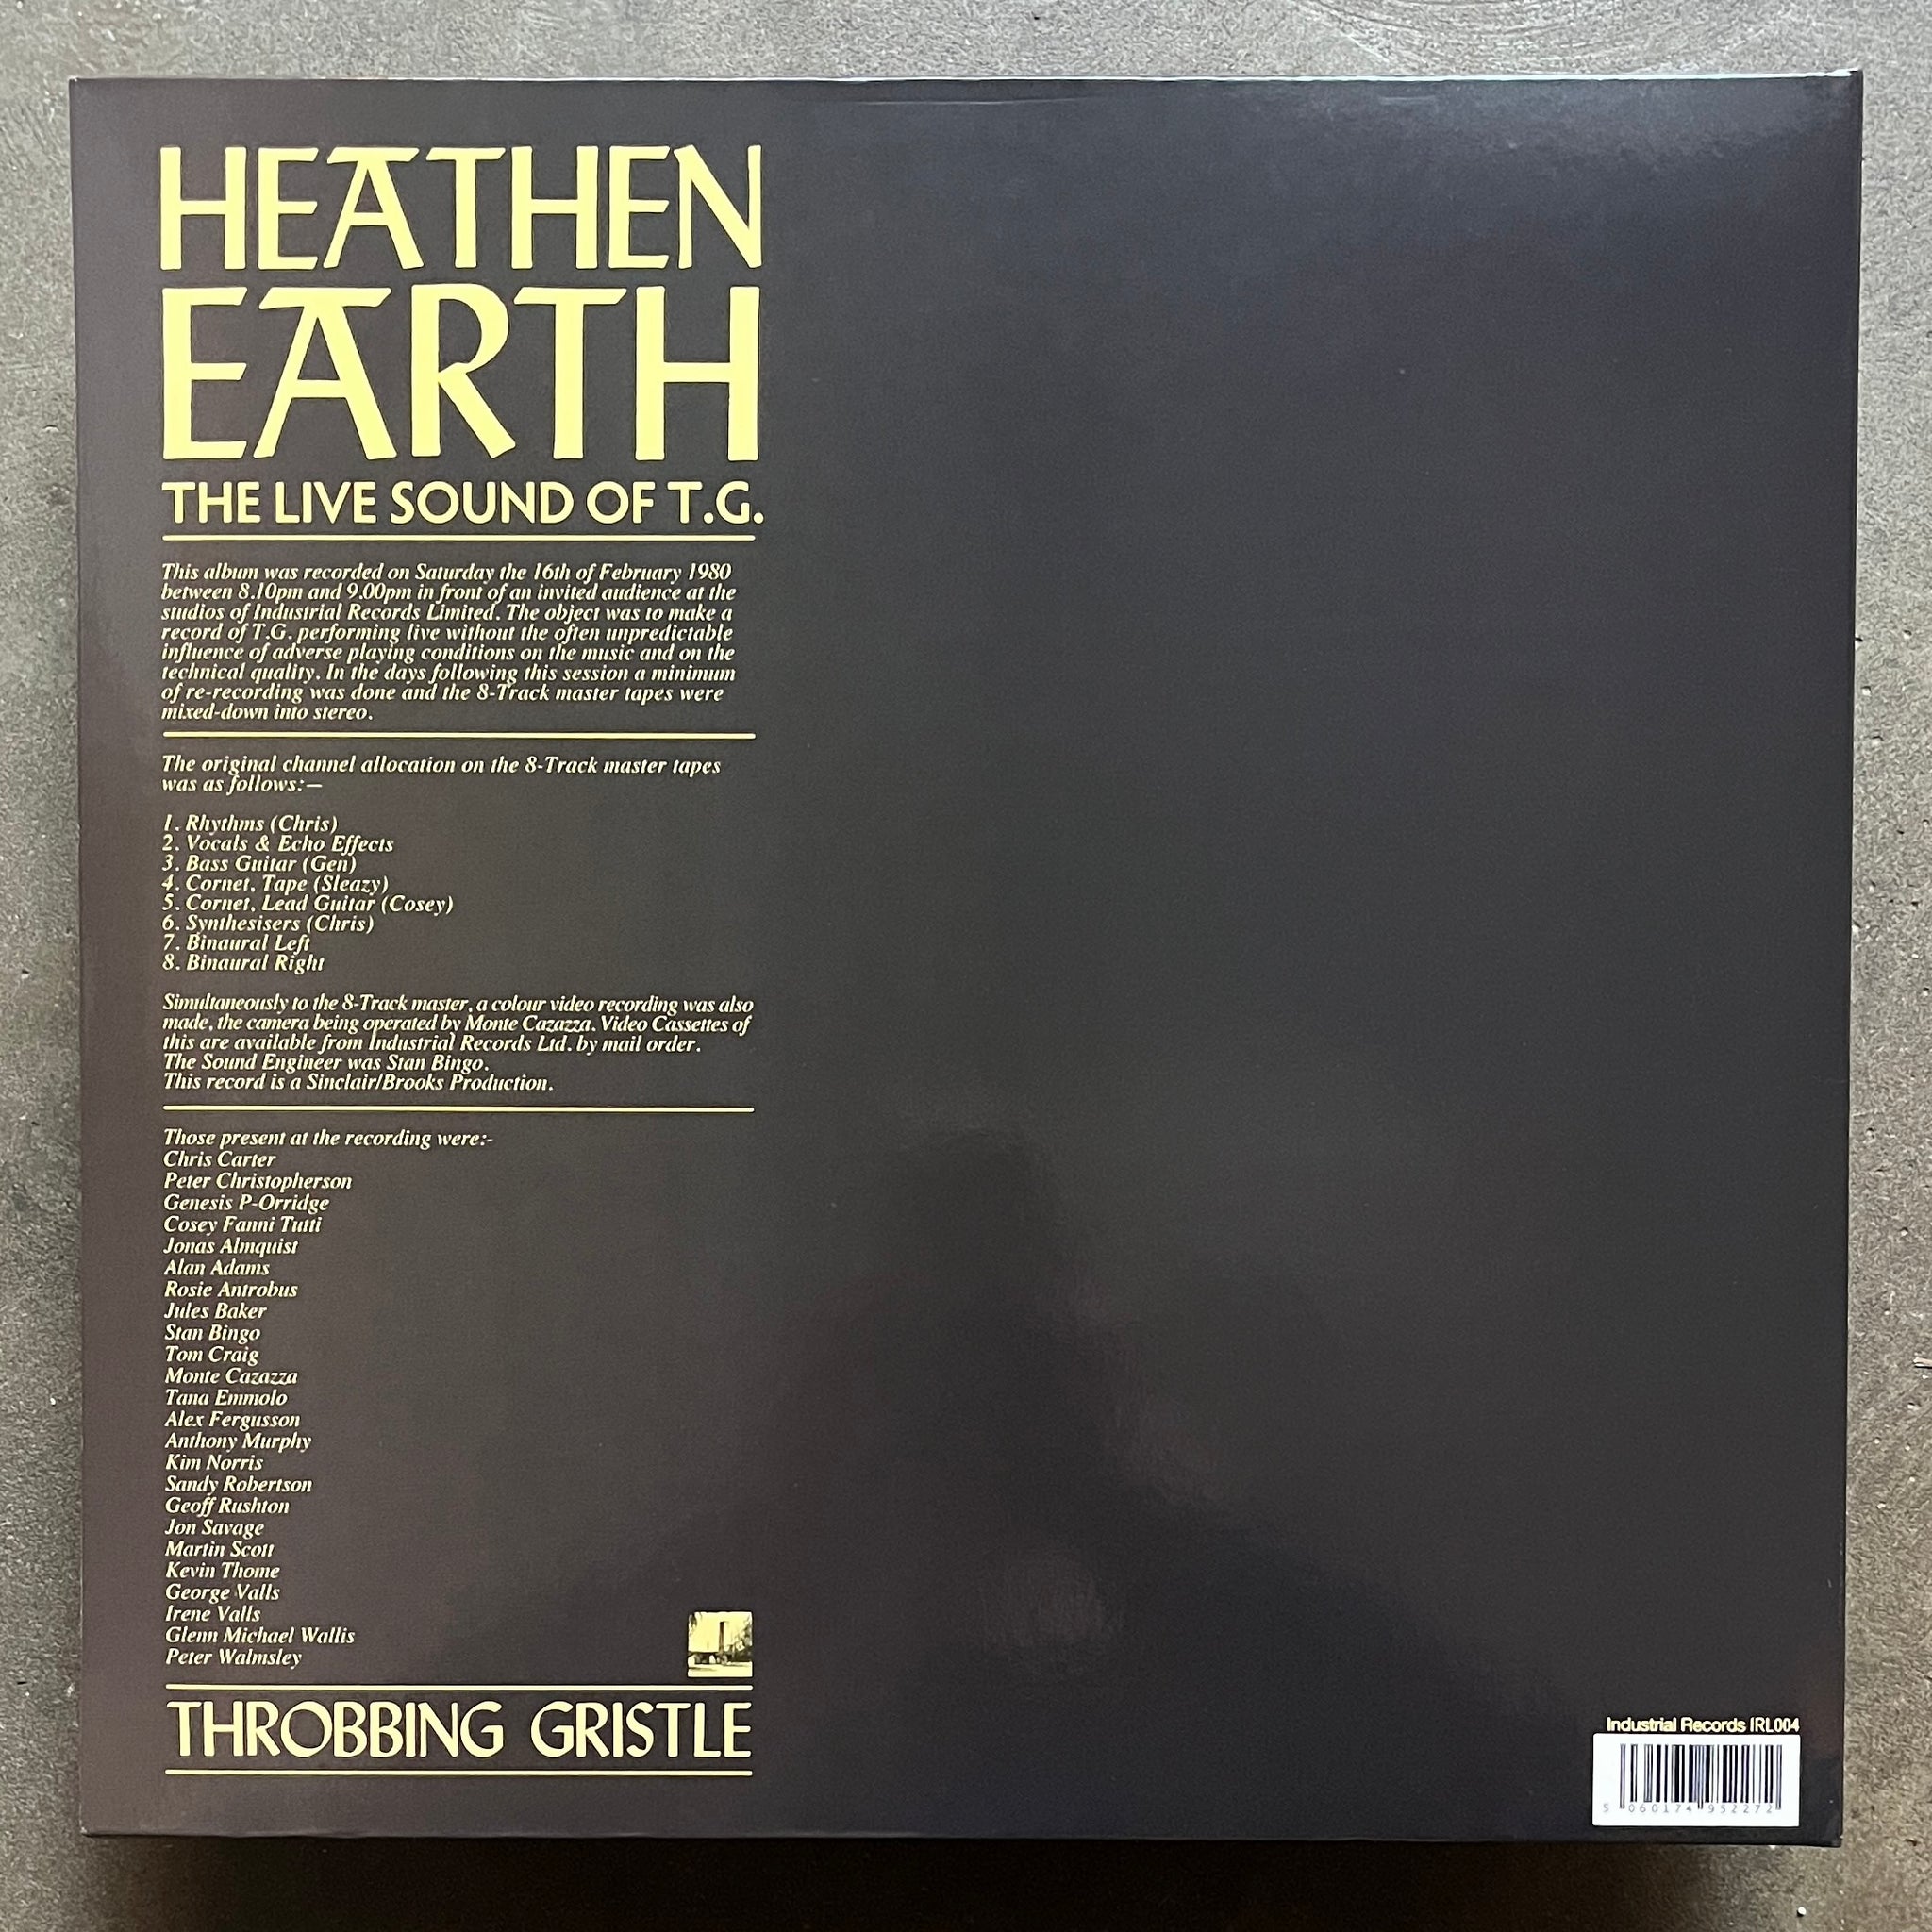 HEATHEN
EARTH
THE LIVE SOUND OF T.G.
This album was recorded on Saturday the 16th of February 1980
between 8.10pm and 9.00pm in front of an invited audience at the
studios of Industrial Records Limited. The object was to make a
record of T.G. performing live without the often unpredictable
influence of adverse playing conditions on the music and on the
technical quality. In the days following this session a minimum
of re-recording was done and the 8-Track master tapes were
mixed-down into stereo.
The original channel allocation on the 8-Track master tapes
was as follows:—
1. Rhythms (Chris)
2. Vocals & Echo Effects
3. Bass Guitar (Gen)
4. Cornet, Tape (Sleazy)
5. Cornet, Lead Guitar (Cosey)
6. Synthesisers (Chris)
7. Binaural Left
8. Binaural Right
Simultaneously to the 8-Track master, a colour video recording was also
made, the camera being operated by Monte Cazazza. Video Cassettes of
this are available from Industrial Records Ltd. by mail order.
The Sound Engineer was Stan Bingo.
This record is a Sinclair/Brooks Production.
Those present at the recording were:-
Chris Carter
Peter Christopherson
Genesis P-Orridge
Cosey Fanni Tutti
Jonas Almquist
Alan Adams
Rosie Antrobus
Jules Baker
Stan Bingo
Tom Craig
Monte Cazazza
Tana Emmolo
Alex Fergusson
Anthony Murphy
Kim Norris
Sandy Robertson
Geoff Rushton
Jon Savage
Martin Scott
Kevin Thome
George Valls
Irene Valls
Glenn Michael Wallis
Peter Walmsley
THROBBING GRISTLE
Industrial Records IRL004
5 060174 952272